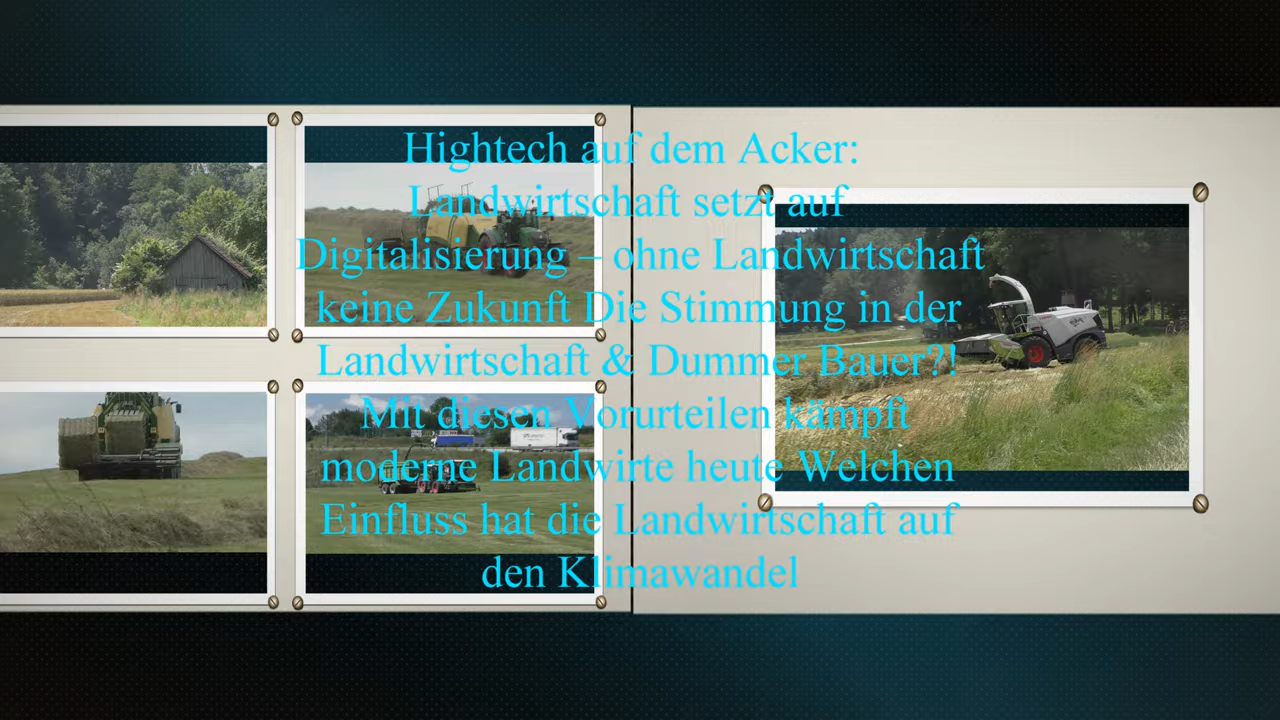 Hightech auf dem Acker:
Landwirtschaft setzt auf
Digitalisierung – ohne Landwirtschaft
keine Zukunft Die Stimmung in der
Landwirtschaft & Dummer Bauer?!
Mit diesen Vorurteilen kämpft
moderne Landwirte heute Welchen
Einfluss hat die Landwirtschaft auf
den Klimawandel